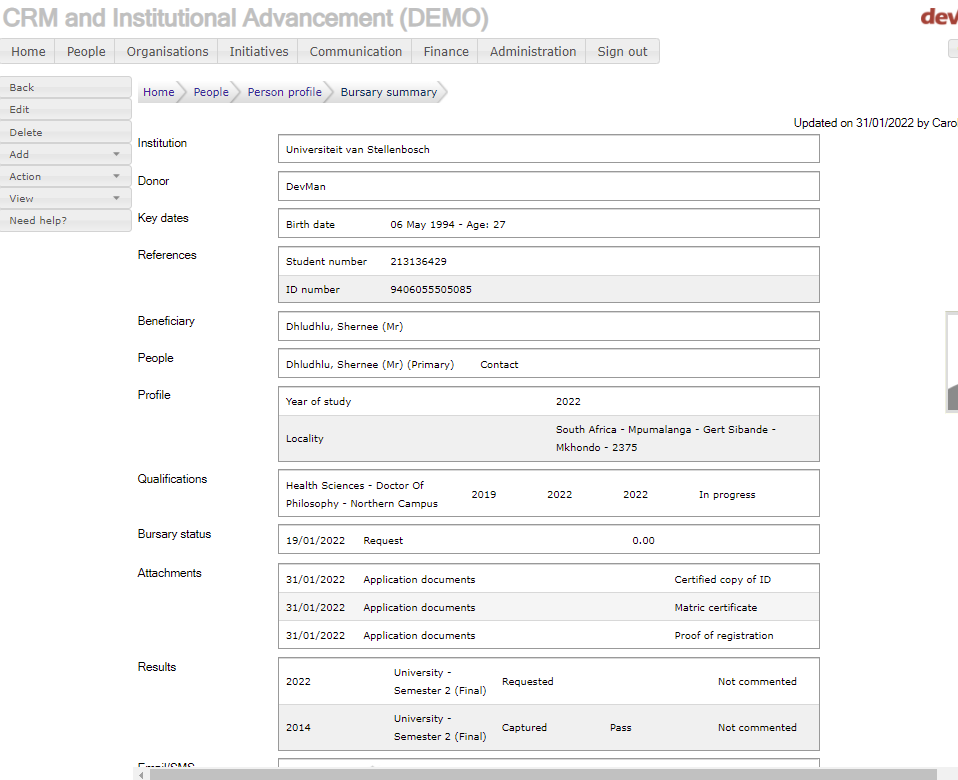 CRM and Institutional Advancement (DEMO)
dev
Home People Organisations Initiatives Communication Finance Administration Sign out
Back
Edit
Delete
Add
Action
View
Need help?
Home People Person profile Bursary summary
Updated on 31/01/2022 by Caro
Institution
Universiteit van Stellenbosch
Donor
DevMan
Key dates
Birth date 06 May 1994 - Age: 27
References
Student number 213136429
ID number 9406055505085
Beneficiary
Dhludhlu, Shernee (Mr)
People
Dhludhlu, Shernee (Mr) (Primary) Contact
Profile
Year of study 2022
Locality
South Africa - Mpumalanga - Gert Sibande -
Mkhondo - 2375
Qualifications
Health Sciences - Doctor Of
Philosophy - Northern Campus
2019 2022 2022 In progress
Bursary status
19/01/2022 Request 0.00
Attachments
31/01/2022 Application documents Certified copy of ID
31/01/2022 Application documents Matric certificate
31/01/2022 Application documents Proof of registration
Results
2022
University -
Semester 2 (Final)
Requested Not commented
2014
University -
Semester 2 (Final)
Captured Pass Not commented
Email/SMS